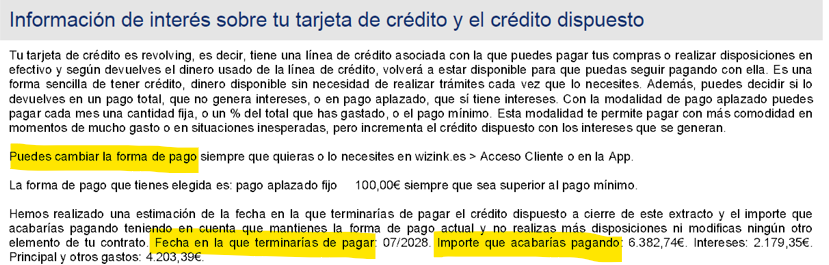 Información de interés sobre tu tarjeta de crédito y el crédito dispuesto
Tu tarjeta de crédito es revolving, es decir, tiene una línea de crédito asociada con la que puedes pagar tus compras o realizar disposiciones en
efectivo y según devuelves el dinero usado de la línea de crédito, volverá a estar disponible para que puedas seguir pagando con ella. Es una
forma sencilla de tener crédito, dinero disponible sin necesidad de realizar trámites cada vez que lo necesites. Además, puedes decidir si lo
devuelves en un pago total, que no genera intereses, o en pago aplazado, que sí tiene intereses. Con la modalidad de pago aplazado puedes
pagar cada mes una cantidad fija, o un % del total que has gastado, o el pago mínimo. Esta modalidad te permite pagar con más comodidad en
momentos de mucho gasto o en situaciones inesperadas, pero incrementa el crédito dispuesto con los intereses que se generan.
Puedes cambiar la forma de pago siempre que quieras o lo necesites en wizink.es > Acceso Cliente o en la App.
La forma de pago que tienes elegida es: pago aplazado fijo 100,00€ siempre que sea superior al pago mínimo.
Hemos realizado una estimación de la fecha en la que terminarías de pagar el crédito dispuesto a cierre de este extracto y el importe que
acabarías pagando teniendo en cuenta que mantienes la forma de pago actual y no realizas más disposiciones ni modificas ningún otro
elemento de tu contrato. Fecha en la que terminarías de pagar: 07/2028. Importe que acabarías pagando: 6.382,74€. Intereses: 2.179,35€.
Principal y otros gastos: 4.203,39€.